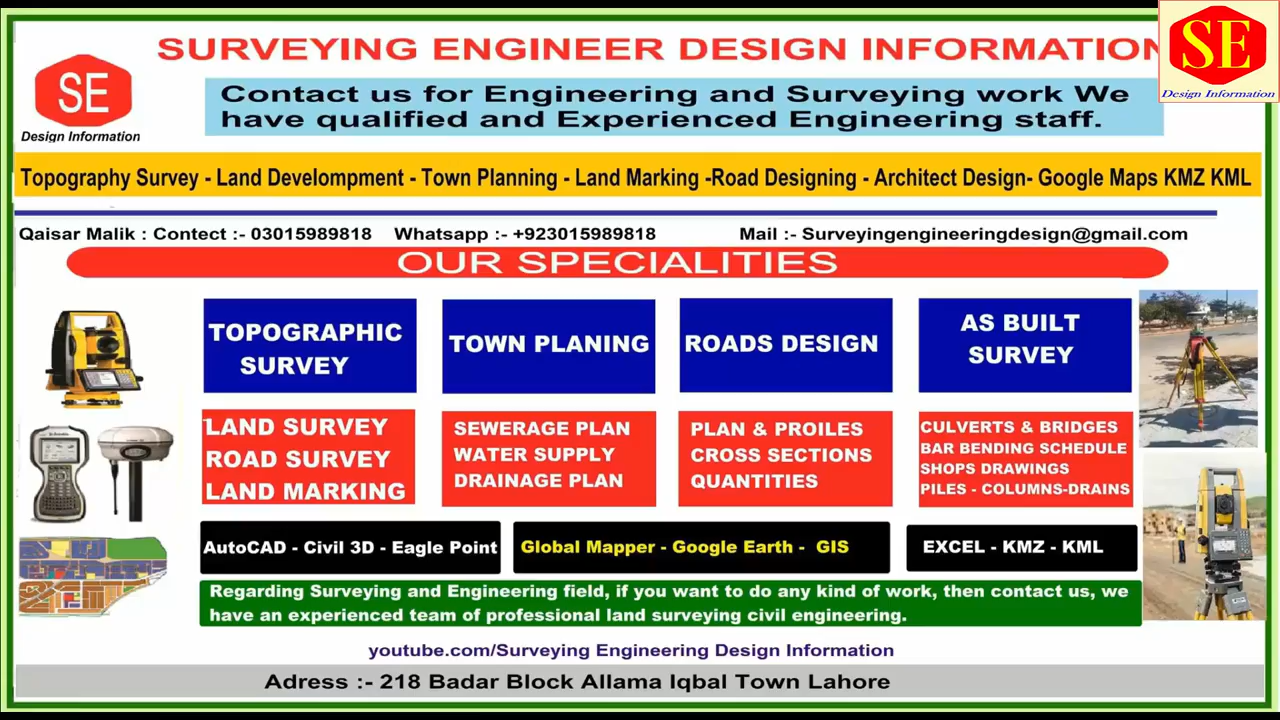 SURVEYING ENGINEER DESIGN INFORMATION
SE
Design Information
SE
Design Information
Contact us for Engineering and Surveying work We
have qualified and Experienced Engineering staff.
Topography Survey - Land Develompment - Town Planning - Land Marking -Road Designing - Architect Design- Google Maps KMZ KML
Qaisar Malik : Contect :- 03015989818 Whatsapp :- +923015989818 Mail :- Surveyingengineeringdesign@gmail.com
OUR SPECIALITIES
TOPOGRAPHIC
SURVEY
TOWN PLANING
ROADS DESIGN
AS BUILT
SURVEY
LAND SURVEY
ROAD SURVEY
LAND MARKING
SEWERAGE PLAN
WATER SUPPLY
DRAINAGE PLAN
PLAN & PROILES
CROSS SECTIONS
QUANTITIES
CULVERTS & BRIDGES
BAR BENDING SCHEDULE
SHOPS DRAWINGS
PILES - COLUMNS-DRAINS
AutoCAD - Civil 3D - Eagle Point
Global Mapper - Google Earth - GIS
EXCEL - KMZ - KML
Regarding Surveying and Engineering field, if you want to do any kind of work, then contact us, we
have an experienced team of professional land surveying civil engineering.
youtube.com/Surveying Engineering Design Information
Adress :- 218 Badar Block Allama Iqbal Town Lahore